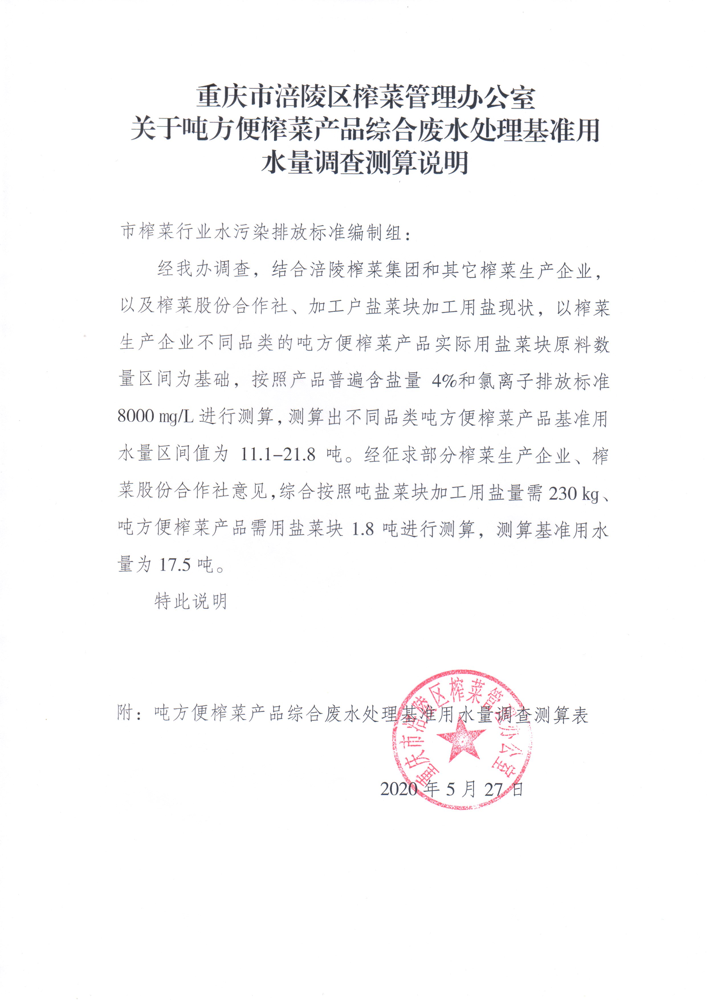 重庆市涪陵区榨菜管理办公室
关于吨方便榨菜产品综合废水处理基准用
水量调查测算说明
市榨菜行业水污染排放标准编制组：
经我办调查，结合涪陵榨菜集团和其它榨菜生产企业，
以及榨菜股份合作社、加工户盐菜块加工用盐现状，以榨菜
生产企业不同品类的吨方便榨菜产品实际用盐菜块原料数
量区间为基础，按照产品普遍含盐量 4%和氯离子排放标准
8000 mg/L 进行测算，测算出不同品类吨方便榨菜产品基准用
水量区间值为 11.1-21.8 吨。经征求部分榨菜生产企业、榨
菜股份合作社意见，综合按照吨盐菜块加工用盐量需 230 kg、
吨方便榨菜产品需用盐菜块 1.8 吨进行测算，测算基准用水
量为 17.5 吨。
特此说明
附：吨方便榨菜产品综合废水处理基准用水量调查测算表
重庆市涪陵区榨菜管理办公室
2020 年 5 月 27 日